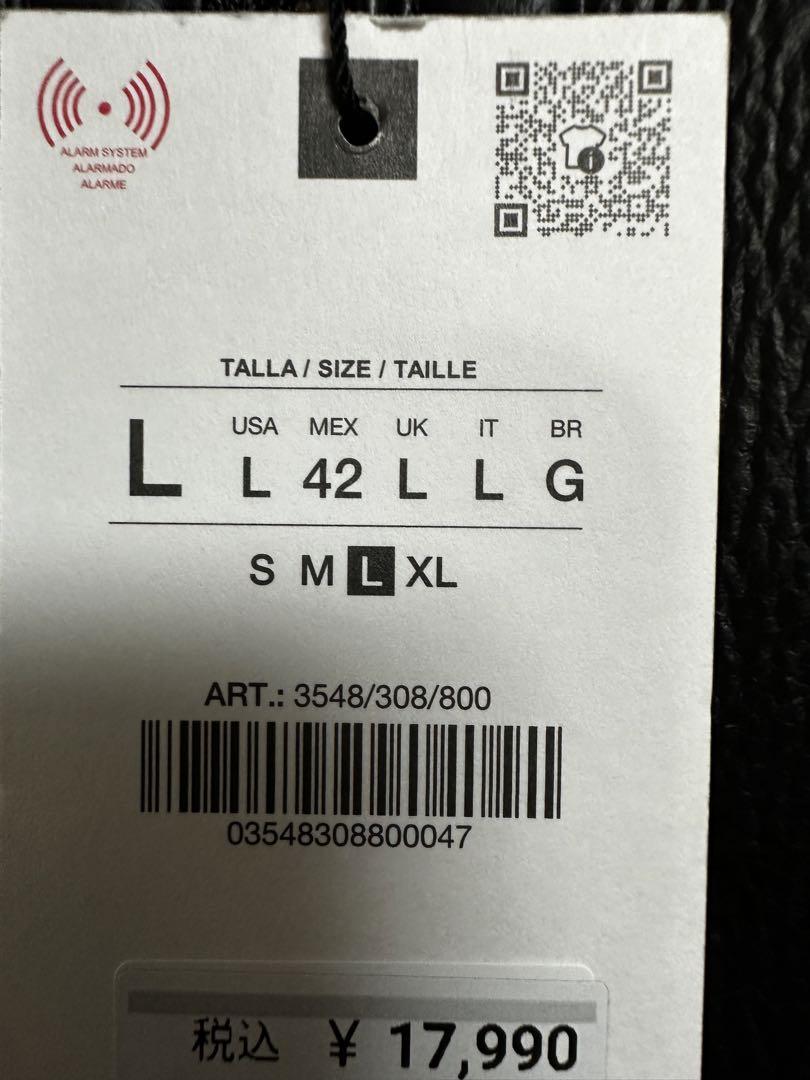 ALARM SYSTEM
ALARMADO
ALARME
TALLA / SIZE / TAILLE
USA MEX UK IT BR
L L 42 L L G
S M L XL
ART.: 3548/308/800
03548308800047
税込 ¥ 17,990